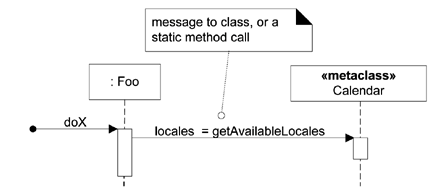 message to class, or a
static method call
: Foo
«metaclass»
Calendar
doX
locales = getAvailableLocales